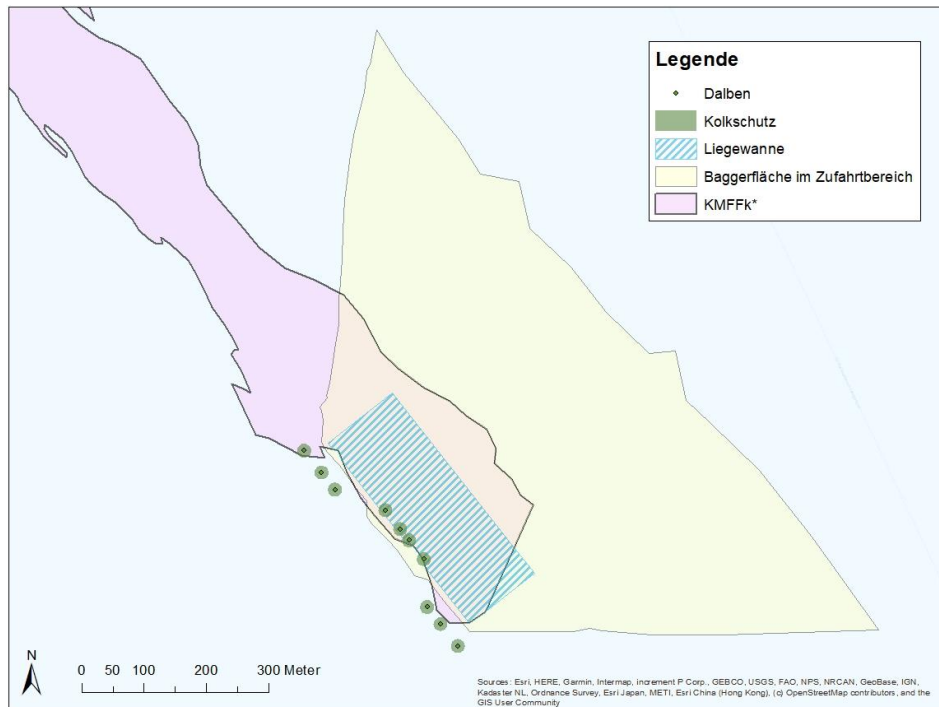 Legende
Dalben
Kolkschutz
Liegewanne
Baggerfläche im Zufahrtbereich
KMFFk*
N
0 50 100 200 300 Meter
Sources: Esri, HERE, Garmin, Intermap, increment P Corp., GEBCO, USGS, FAO, NPS, NRCAN, GeoBase, IGN,
Kadaster NL, Ordnance Survey, Esri Japan, METI, Esri China (Hong Kong), (c) OpenStreetMap contributors, and the
GIS User Community